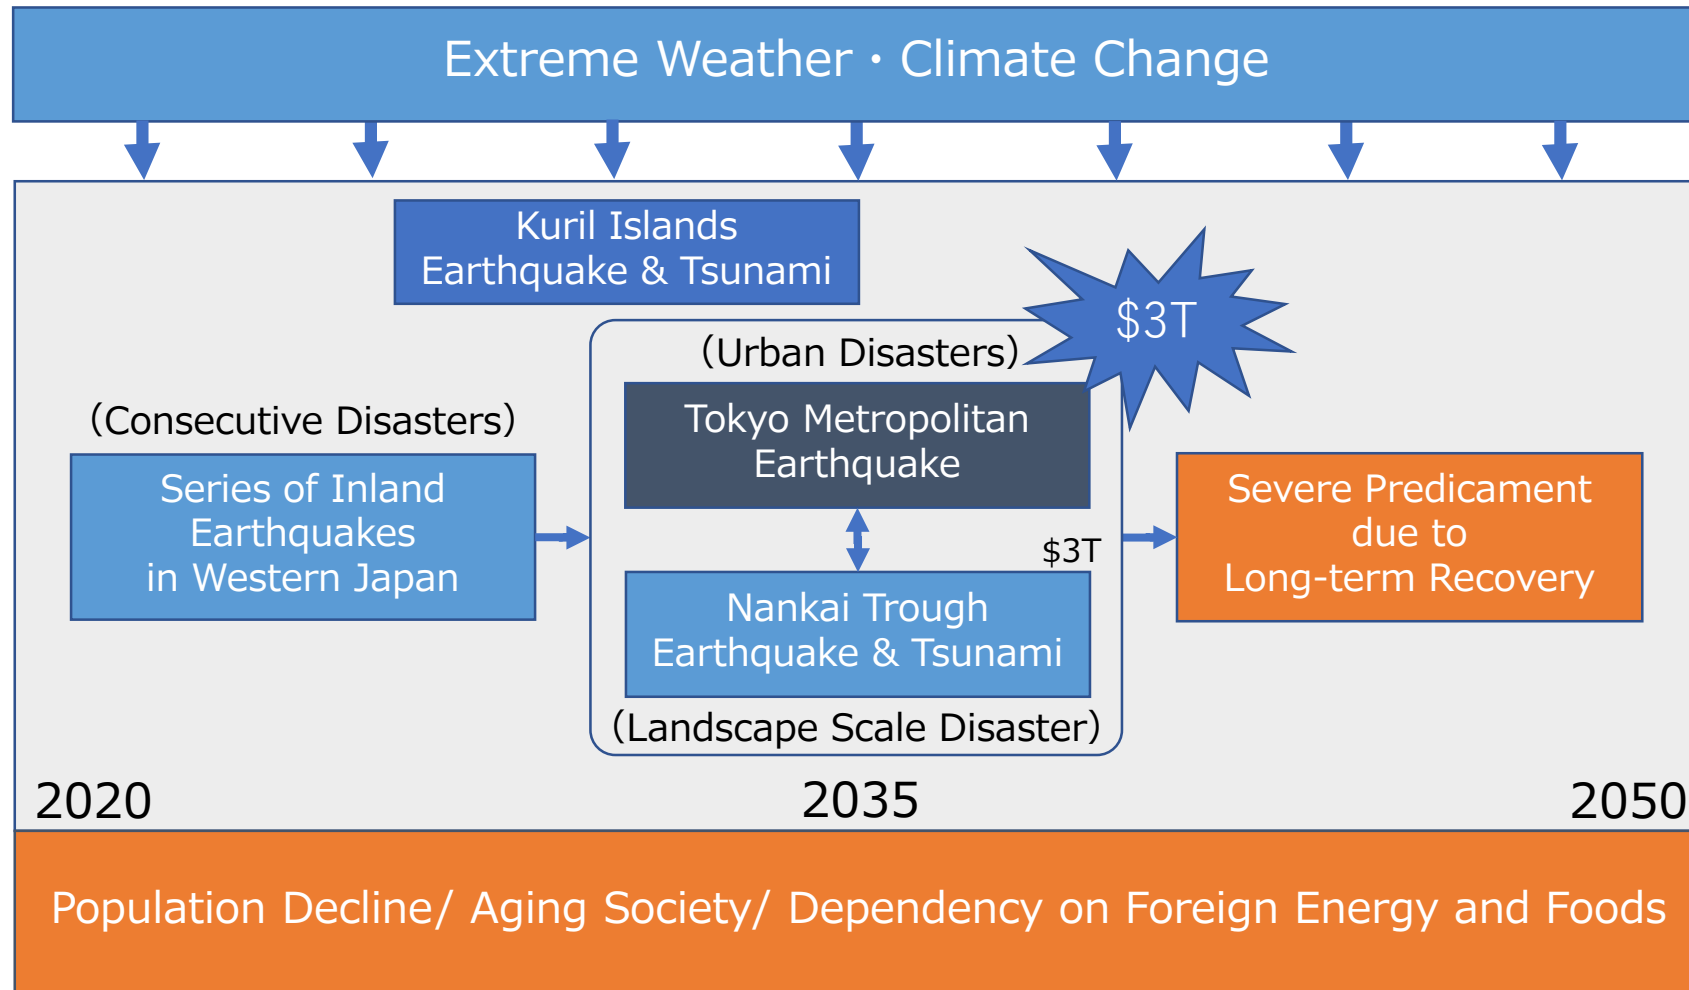 Extreme Weather・Climate Change
Kuril Islands
Earthquake & Tsunami
$3T
（Urban Disasters）
Tokyo Metropolitan
Earthquake
（Consecutive Disasters）
Series of Inland
Earthquakes
in Western Japan
$3T
Nankai Trough
Earthquake & Tsunami
（Landscape Scale Disaster）
Severe Predicament
due to
Long-term Recovery
2020
2035
2050
Population Decline/ Aging Society/ Dependency on Foreign Energy and Foods